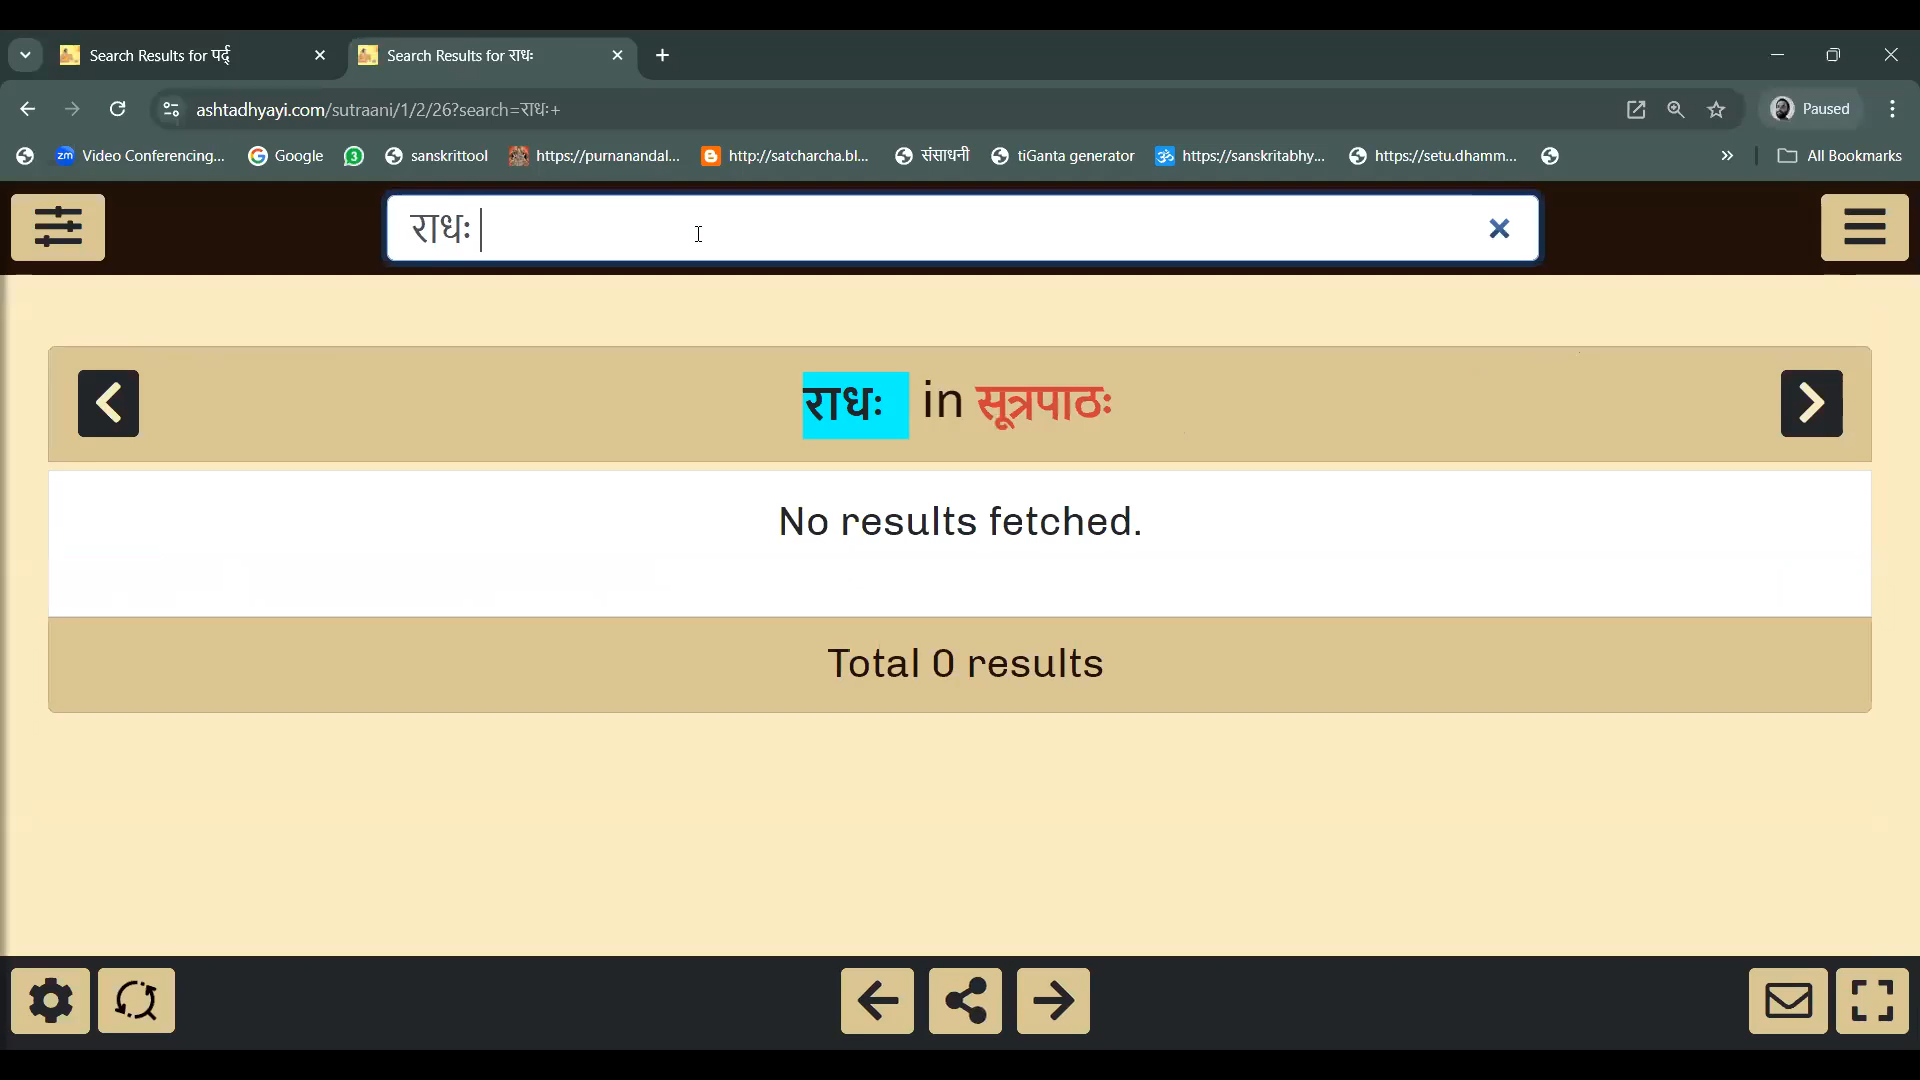 Search Results for पर्द्
Search Results for राधः
ashtadhyayi.com/sutraani/1/2/26?search=राधः+
Paused
Video Conferencing...
Google
3
sanskrittool
https://purnanandal...
http://satcharcha.bl...
संसाधनी
tiGanta generator
https://sanskritabhy...
https://setu.dhamm...
All Bookmarks
राधः
राधः in सूत्रपाठः
No results fetched.
Total 0 results